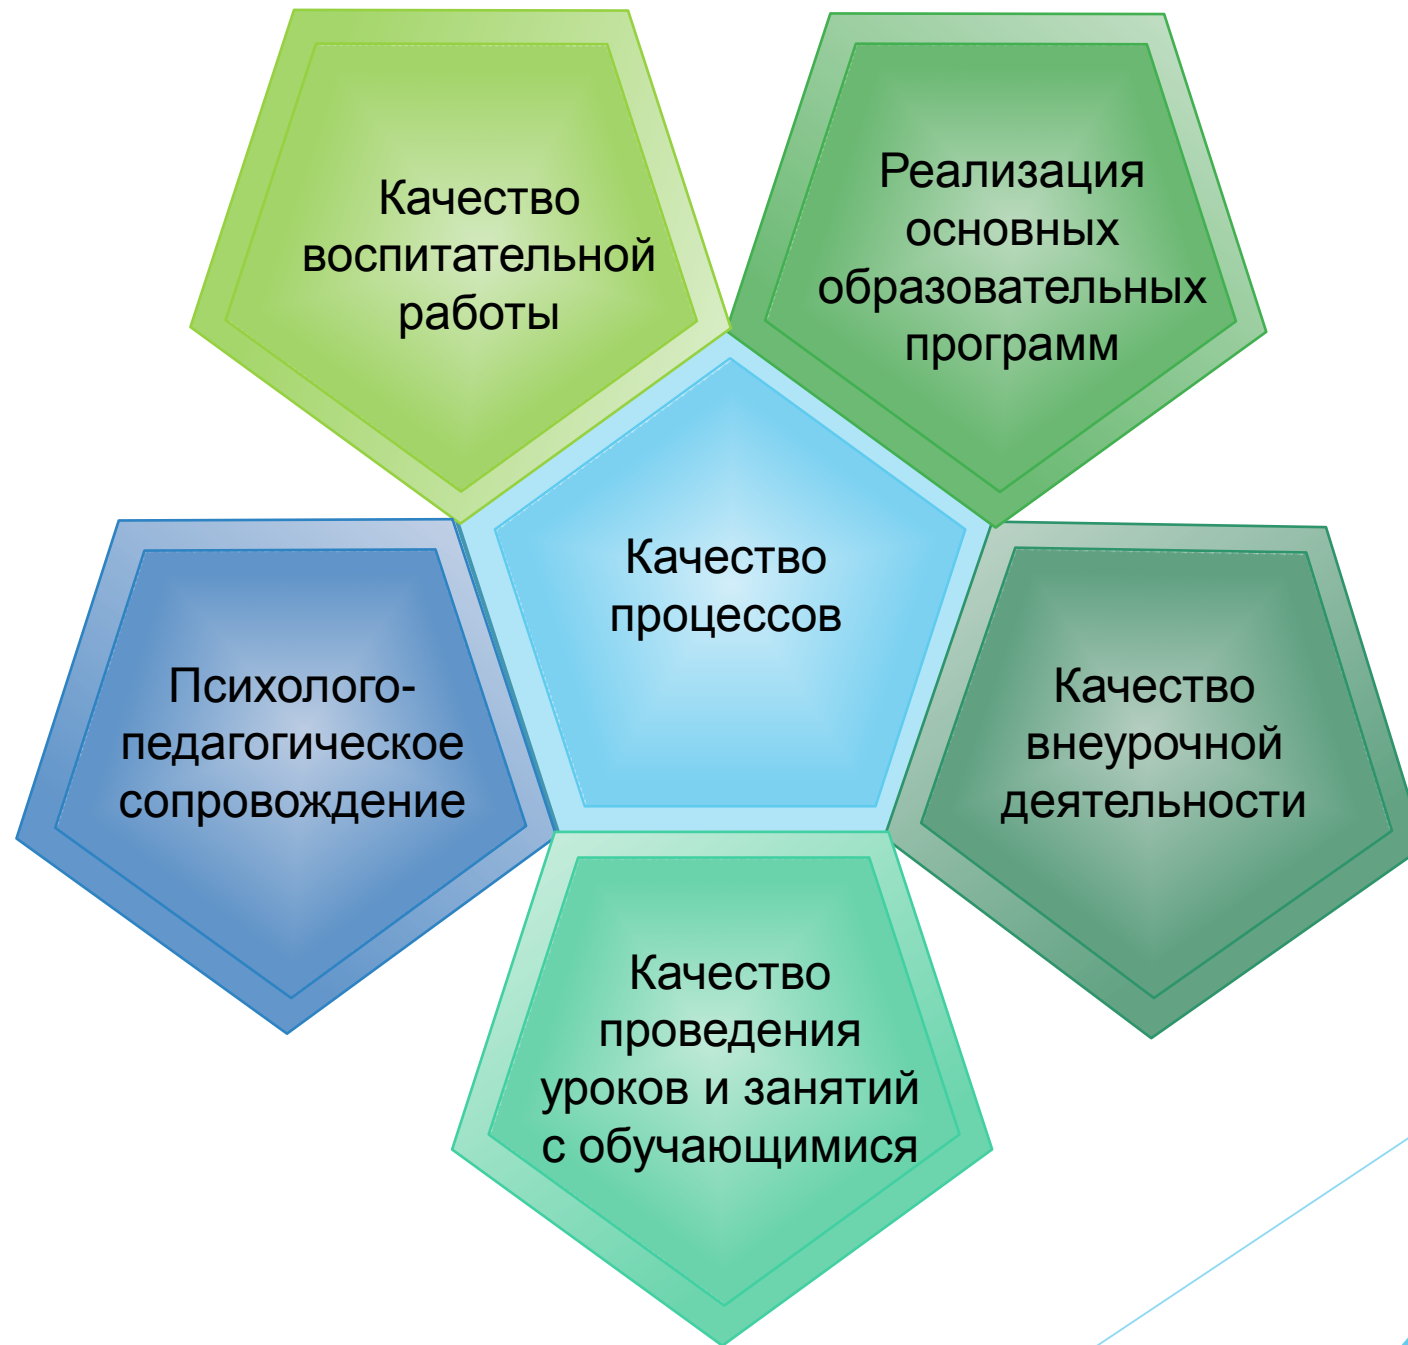 Качество
воспитательной
работы
Реализация
основных
образовательных
программ
Качество
процессов
Психолого-
педагогическое
сопровождение
Качество
внеурочной
деятельности
Качество
проведения
уроков и занятий
с обучающимися